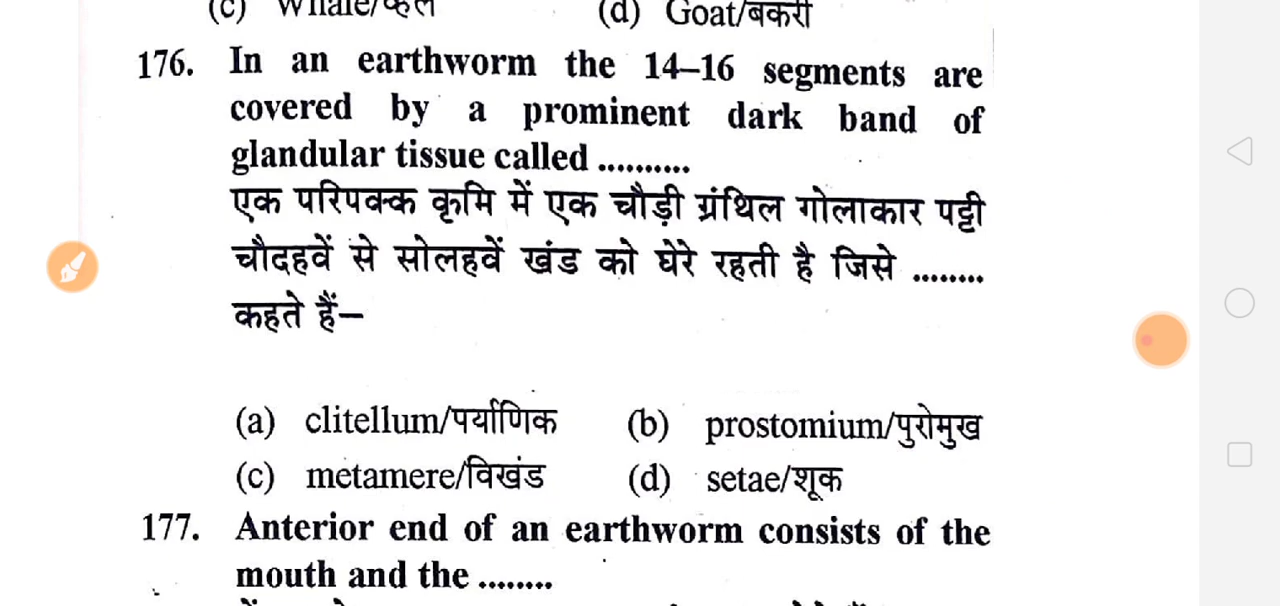 (c) Whale/व्हेल (d) Goat/बकरी
176. In an earthworm the 14–16 segments are
covered by a prominent dark band of
glandular tissue called ..........
एक परिपक्क कृमि में एक चौड़ी ग्रंथिल गोलाकार पट्टी
चौदहवें से सोलहवें खंड को घेरे रहती है जिसे ........
कहते हैं–
(a) clitellum/पर्याणिक (b) prostomium/पुरोमुख
(c) metamere/विखंड (d) setae/शूक
177. Anterior end of an earthworm consists of the
mouth and the ........